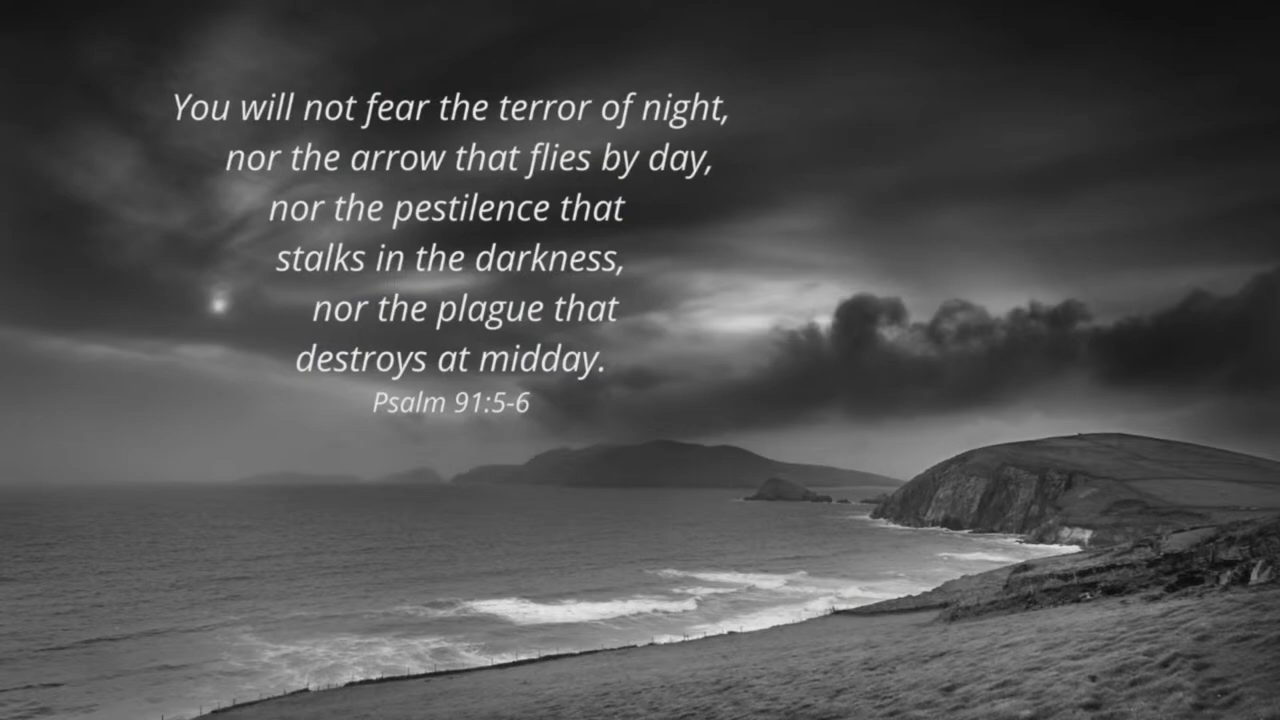 You will not fear the terror of night,
nor the arrow that flies by day,
nor the pestilence that
stalks in the darkness,
nor the plague that
destroys at midday.
Psalm 91:5-6